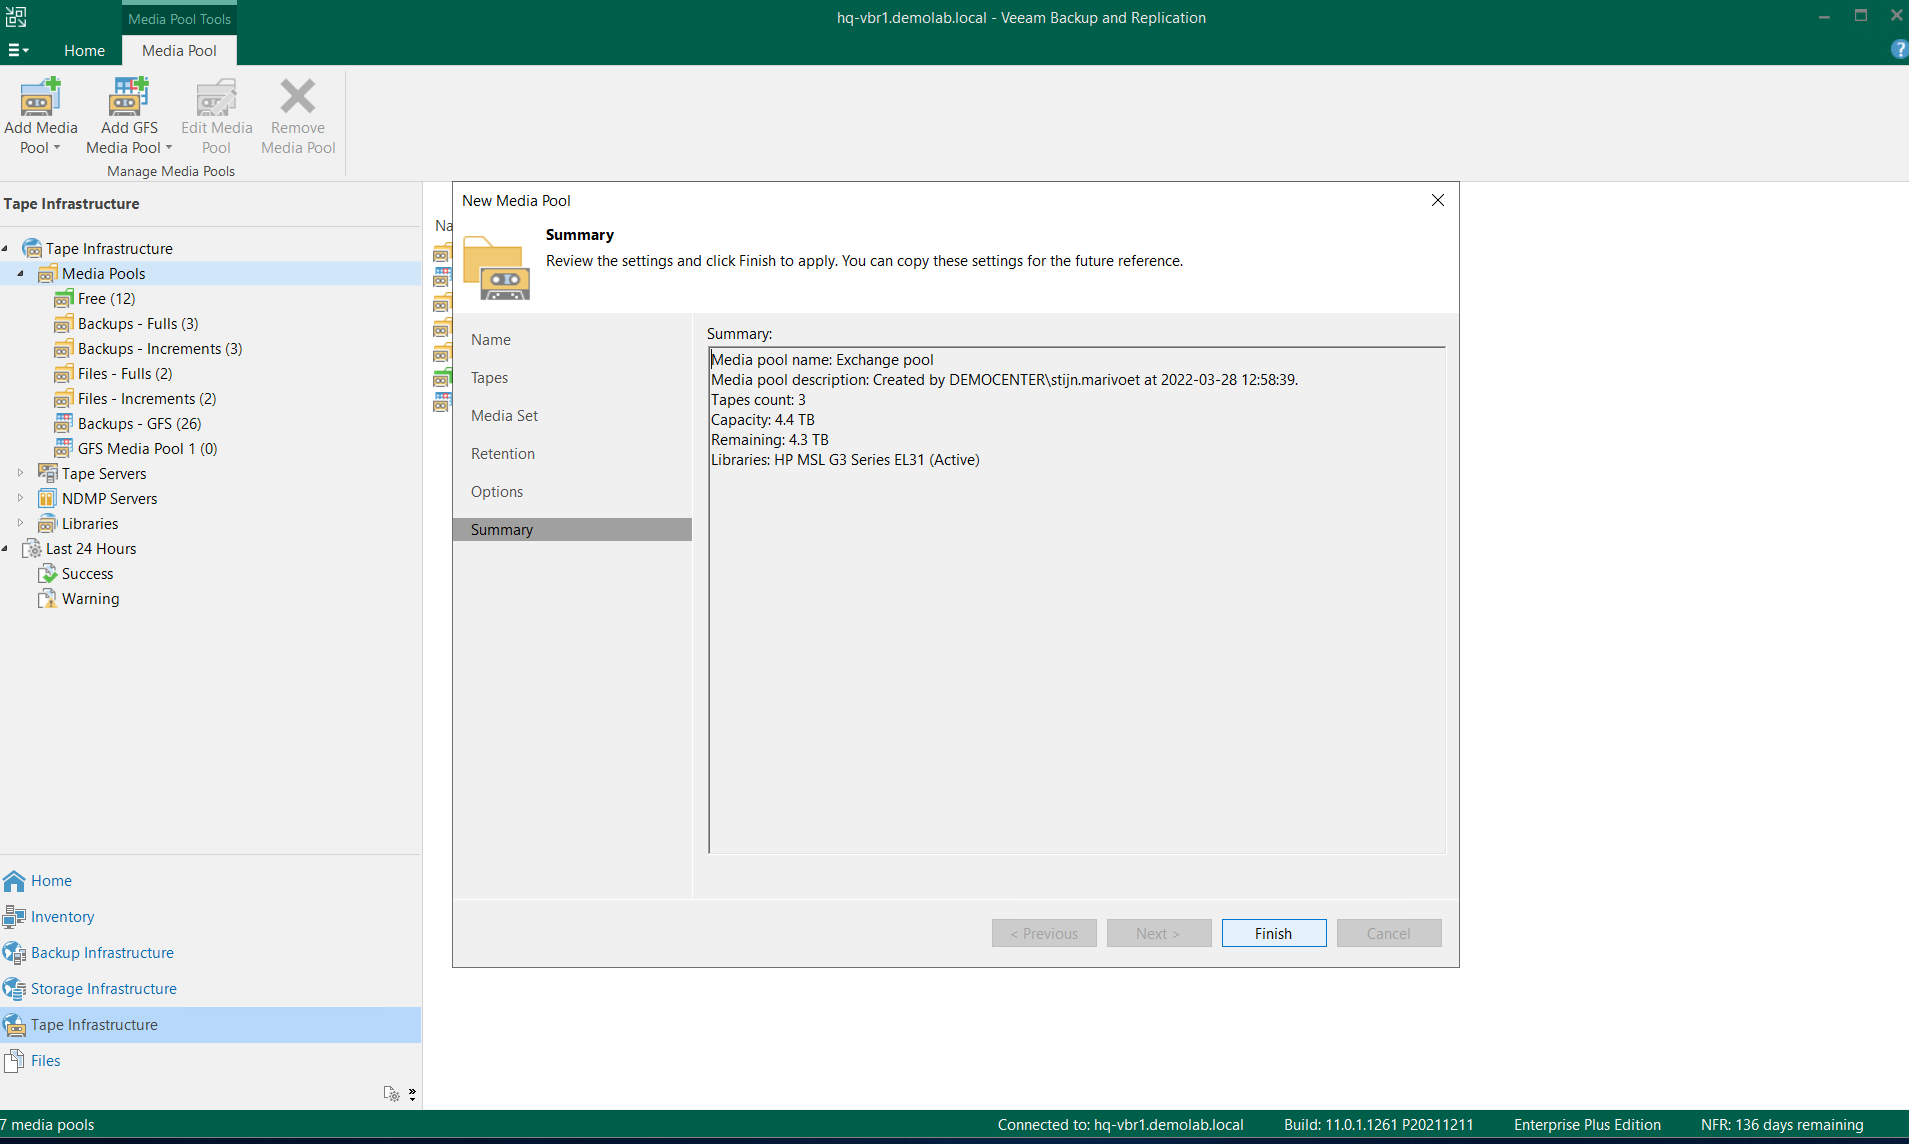 Media Pool Tools
hq-vbr1.demolab.local - Veeam Backup and Replication
Home
Media Pool
Add Media Pool
Add GFS Media Pool
Edit Media Pool
Remove Media Pool
Manage Media Pools
Tape Infrastructure
Tape Infrastructure
Media Pools
Free (12)
Backups - Fulls (3)
Backups - Increments (3)
Files - Fulls (2)
Files - Increments (2)
Backups - GFS (26)
GFS Media Pool 1 (0)
Tape Servers
NDMP Servers
Libraries
Last 24 Hours
Success
Warning
Home
Inventory
Backup Infrastructure
Storage Infrastructure
Tape Infrastructure
Files
Na
New Media Pool
Summary
Review the settings and click Finish to apply. You can copy these settings for the future reference.
Name
Tapes
Media Set
Retention
Options
Summary
Summary:
Media pool name: Exchange pool
Media pool description: Created by DEMOCENTER\stijn.marivoet at 2022-03-28 12:58:39.
Tapes count: 3
Capacity: 4.4 TB
Remaining: 4.3 TB
Libraries: HP MSL G3 Series EL31 (Active)
< Previous
Next >
Finish
Cancel
7 media pools
Connected to: hq-vbr1.demolab.local
Build: 11.0.1.1261 P20211211
Enterprise Plus Edition
NFR: 136 days remaining